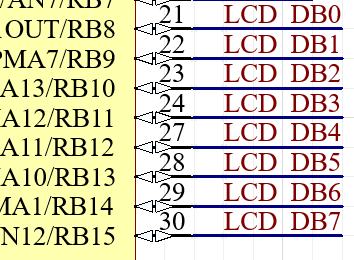 AN7/RB7
21 LCD DB0
1OUT/RB8
22 LCD DB1
PMA7/RB9
23 LCD DB2
A13/RB10
24 LCD DB3
A12/RB11
27 LCD DB4
A11/RB12
28 LCD DB5
A10/RB13
29 LCD DB6
MA1/RB14
30 LCD DB7
N12/RB15